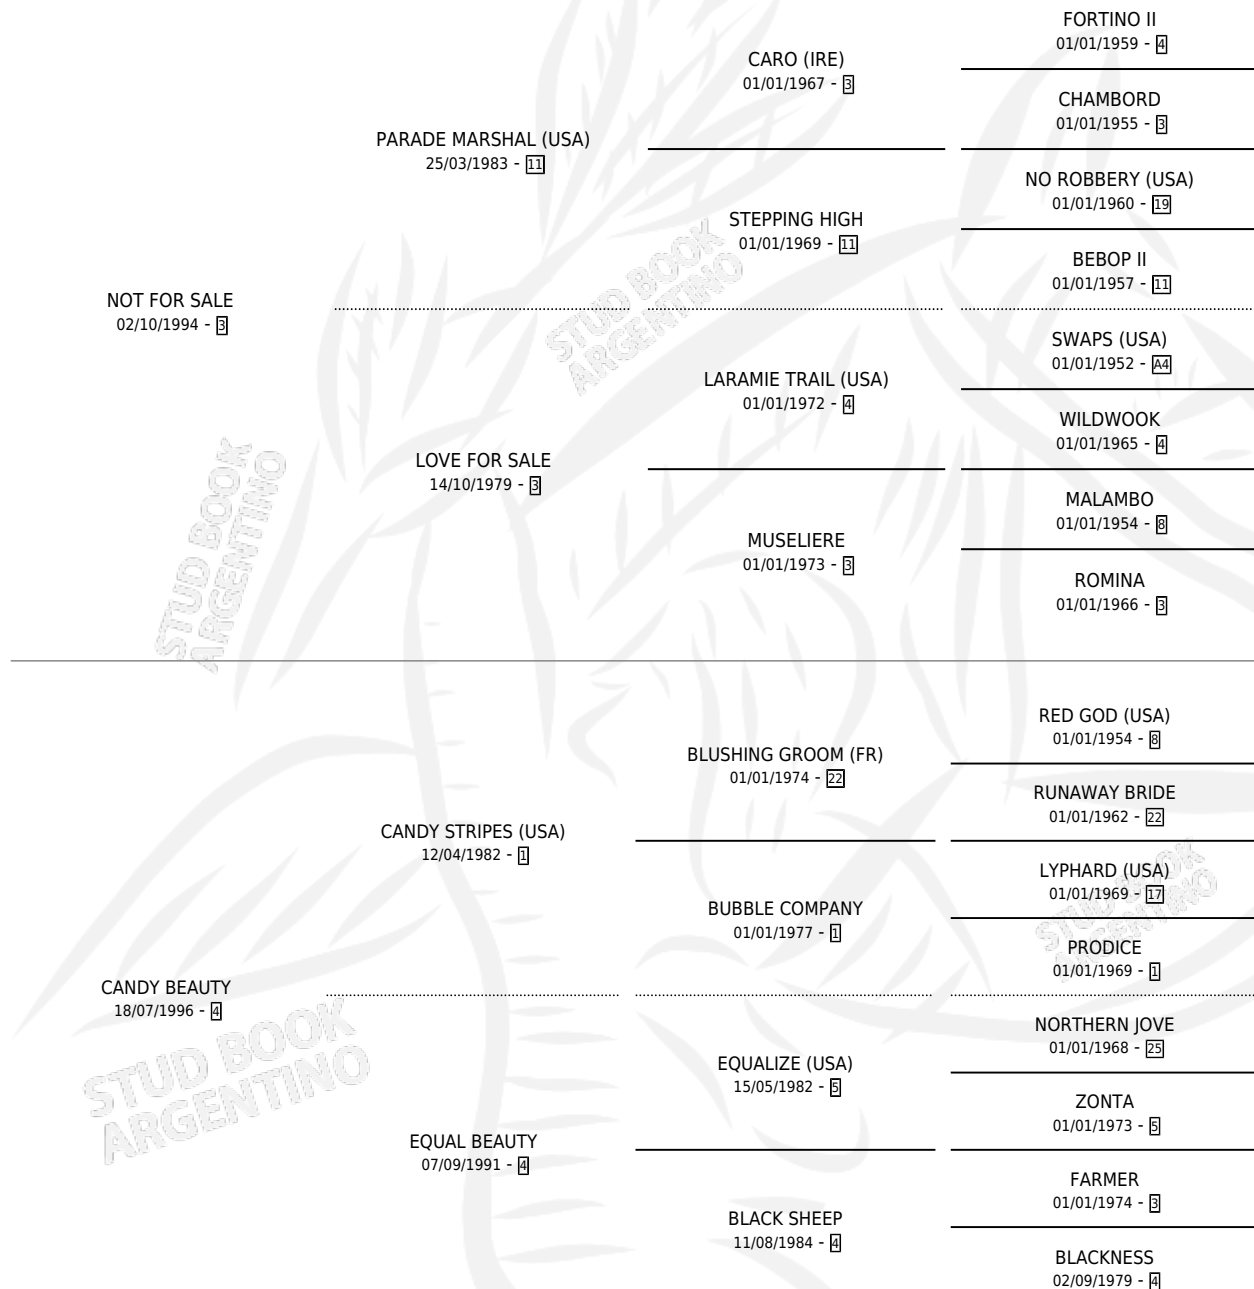 FORTINO II
01/01/1959 - 4
CARO (IRE)
01/01/1967 - 3
CHAMBORD
01/01/1955 - 3
PARADE MARSHAL (USA)
25/03/1983 - 11
NO ROBBERY (USA)
01/01/1960 - 19
STEPPING HIGH
01/01/1969 - 11
BEBOP II
01/01/1957 - 11
NOT FOR SALE
02/10/1994 - 3
SWAPS (USA)
01/01/1952 - A4
LARAMIE TRAIL (USA)
01/01/1972 - 4
WILDWOOK
01/01/1965 - 4
LOVE FOR SALE
14/10/1979 - 3
MALAMBO
01/01/1954 - 8
MUSELIERE
01/01/1973 - 3
ROMINA
01/01/1966 - 3
RED GOD (USA)
01/01/1954 - 8
BLUSHING GROOM (FR)
01/01/1974 - 22
RUNAWAY BRIDE
01/01/1962 - 22
CANDY STRIPES (USA)
12/04/1982 - 1
LYPHARD (USA)
01/01/1969 - 17
BUBBLE COMPANY
01/01/1977 - 1
PRODICE
01/01/1969 - 1
CANDY BEAUTY
18/07/1996 - 4
NORTHERN JOVE
01/01/1968 - 25
EQUALIZE (USA)
15/05/1982 - 5
ZONTA
01/01/1973 - 5
EQUAL BEAUTY
07/09/1991 - 4
FARMER
01/01/1974 - 3
BLACK SHEEP
11/08/1984 - 4
BLACKNESS
02/09/1979 - 4
STUD BOOK
ARGENTINO
STUD BOOK
ARGENTINO
STUD BOOK
ARGENTINO
STUD BOOK
ARGENTINO